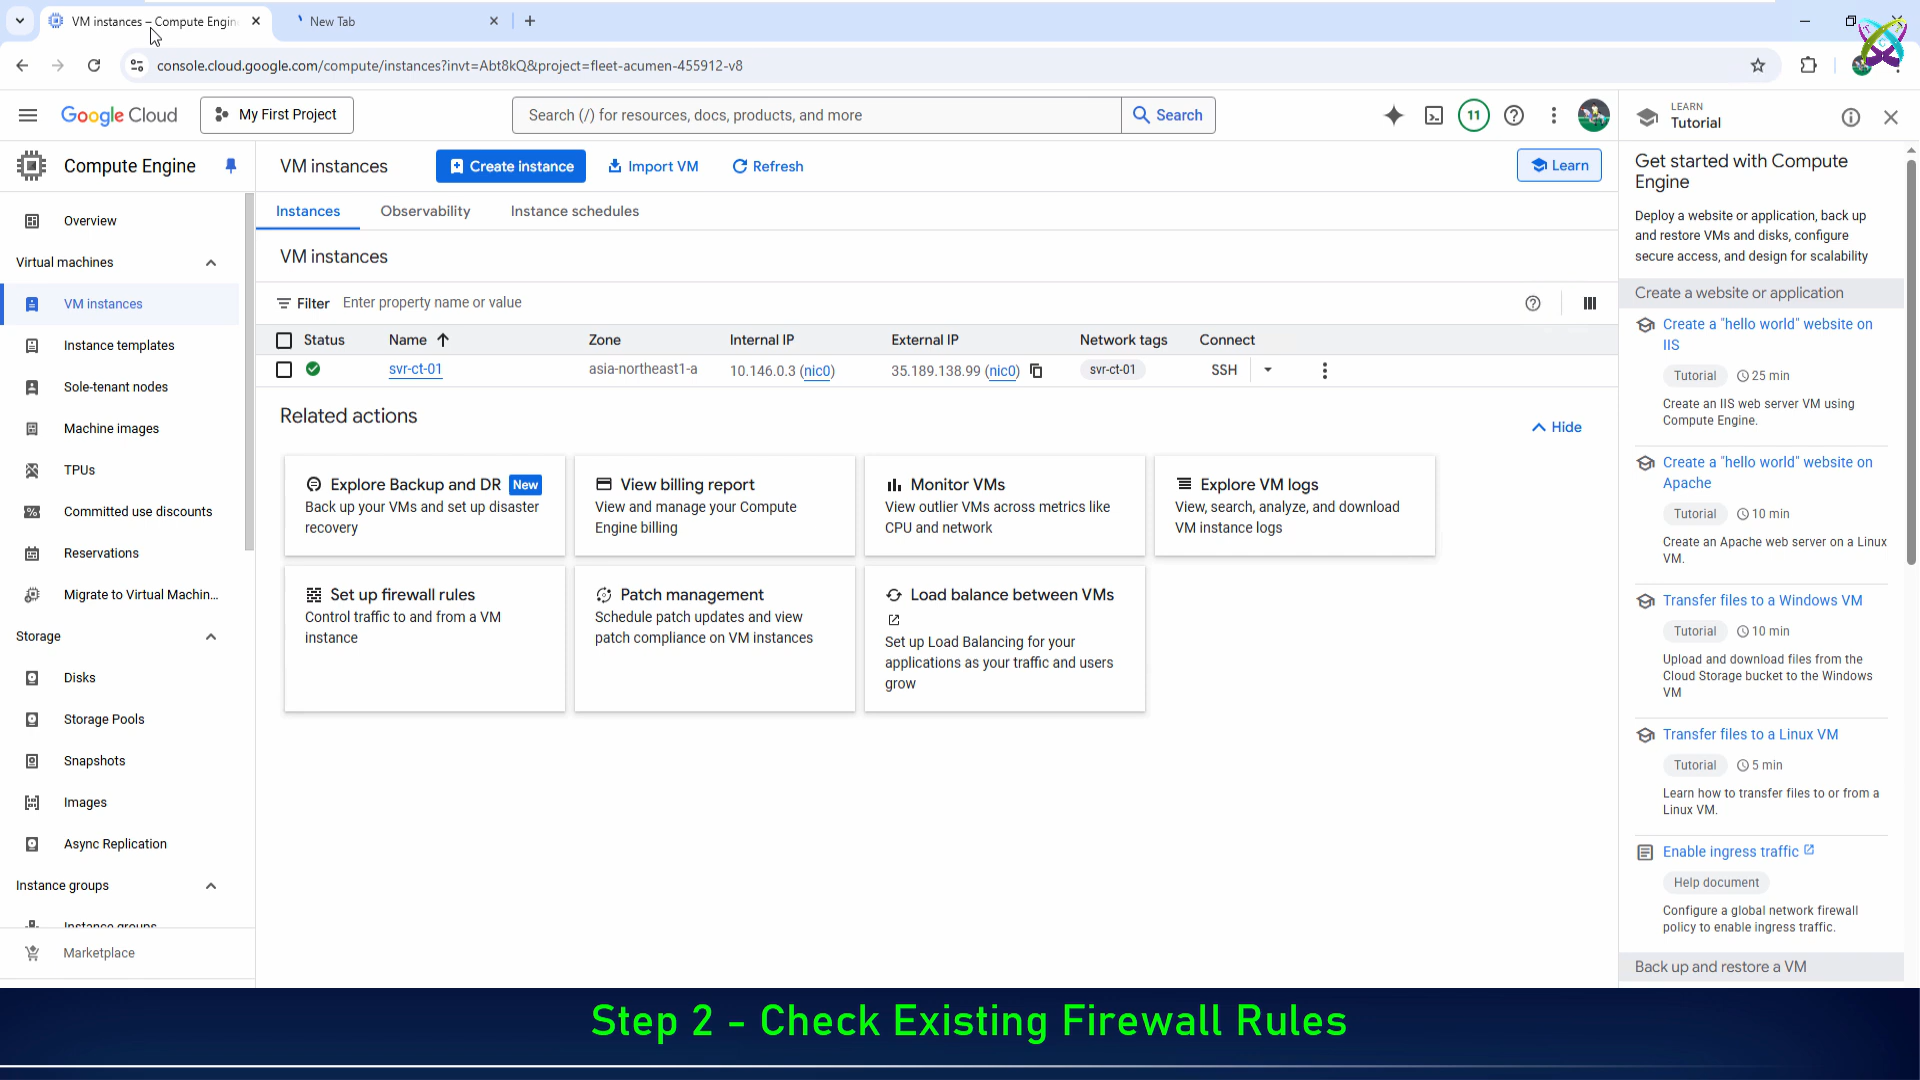 VM instances – Compute Engin
New Tab
console.cloud.google.com/compute/instances?invt=Abt8kQ&project=fleet-acumen-455912-v8
Google Cloud
My First Project
Search (/) for resources, docs, products, and more
Search
11
LEARN
Tutorial
Compute Engine
VM instances
Create instance
Import VM
Refresh
Learn
Instances
Observability
Instance schedules
Overview
Virtual machines
VM instances
Instance templates
Sole-tenant nodes
Machine images
TPUs
Committed use discounts
Reservations
Migrate to Virtual Machin...
Storage
Disks
Storage Pools
Snapshots
Images
Async Replication
Instance groups
Instance groups
Marketplace
VM instances
Filter
Enter property name or value
Status
Name
Zone
Internal IP
External IP
Network tags
Connect
svr-ct-01
asia-northeast1-a
10.146.0.3 (nic0)
35.189.138.99 (nic0)
svr-ct-01
SSH
Related actions
Hide
Explore Backup and DR
New
Back up your VMs and set up disaster
recovery
View billing report
View and manage your Compute
Engine billing
Monitor VMs
View outlier VMs across metrics like
CPU and network
Explore VM logs
View, search, analyze, and download
VM instance logs
Set up firewall rules
Control traffic to and from a VM
instance
Patch management
Schedule patch updates and view
patch compliance on VM instances
Load balance between VMs
Set up Load Balancing for your
applications as your traffic and users
grow
Get started with Compute
Engine
Deploy a website or application, back up
and restore VMs and disks, configure
secure access, and design for scalability
Create a website or application
Create a "hello world" website on
IIS
Tutorial
25 min
Create an IIS web server VM using
Compute Engine.
Create a "hello world" website on
Apache
Tutorial
10 min
Create an Apache web server on a Linux
VM.
Transfer files to a Windows VM
Tutorial
10 min
Upload and download files from the
Cloud Storage bucket to the Windows
VM
Transfer files to a Linux VM
Tutorial
5 min
Learn how to transfer files to or from a
Linux VM.
Enable ingress traffic
Help document
Configure a global network firewall
policy to enable ingress traffic.
Back up and restore a VM
Step 2 - Check Existing Firewall Rules